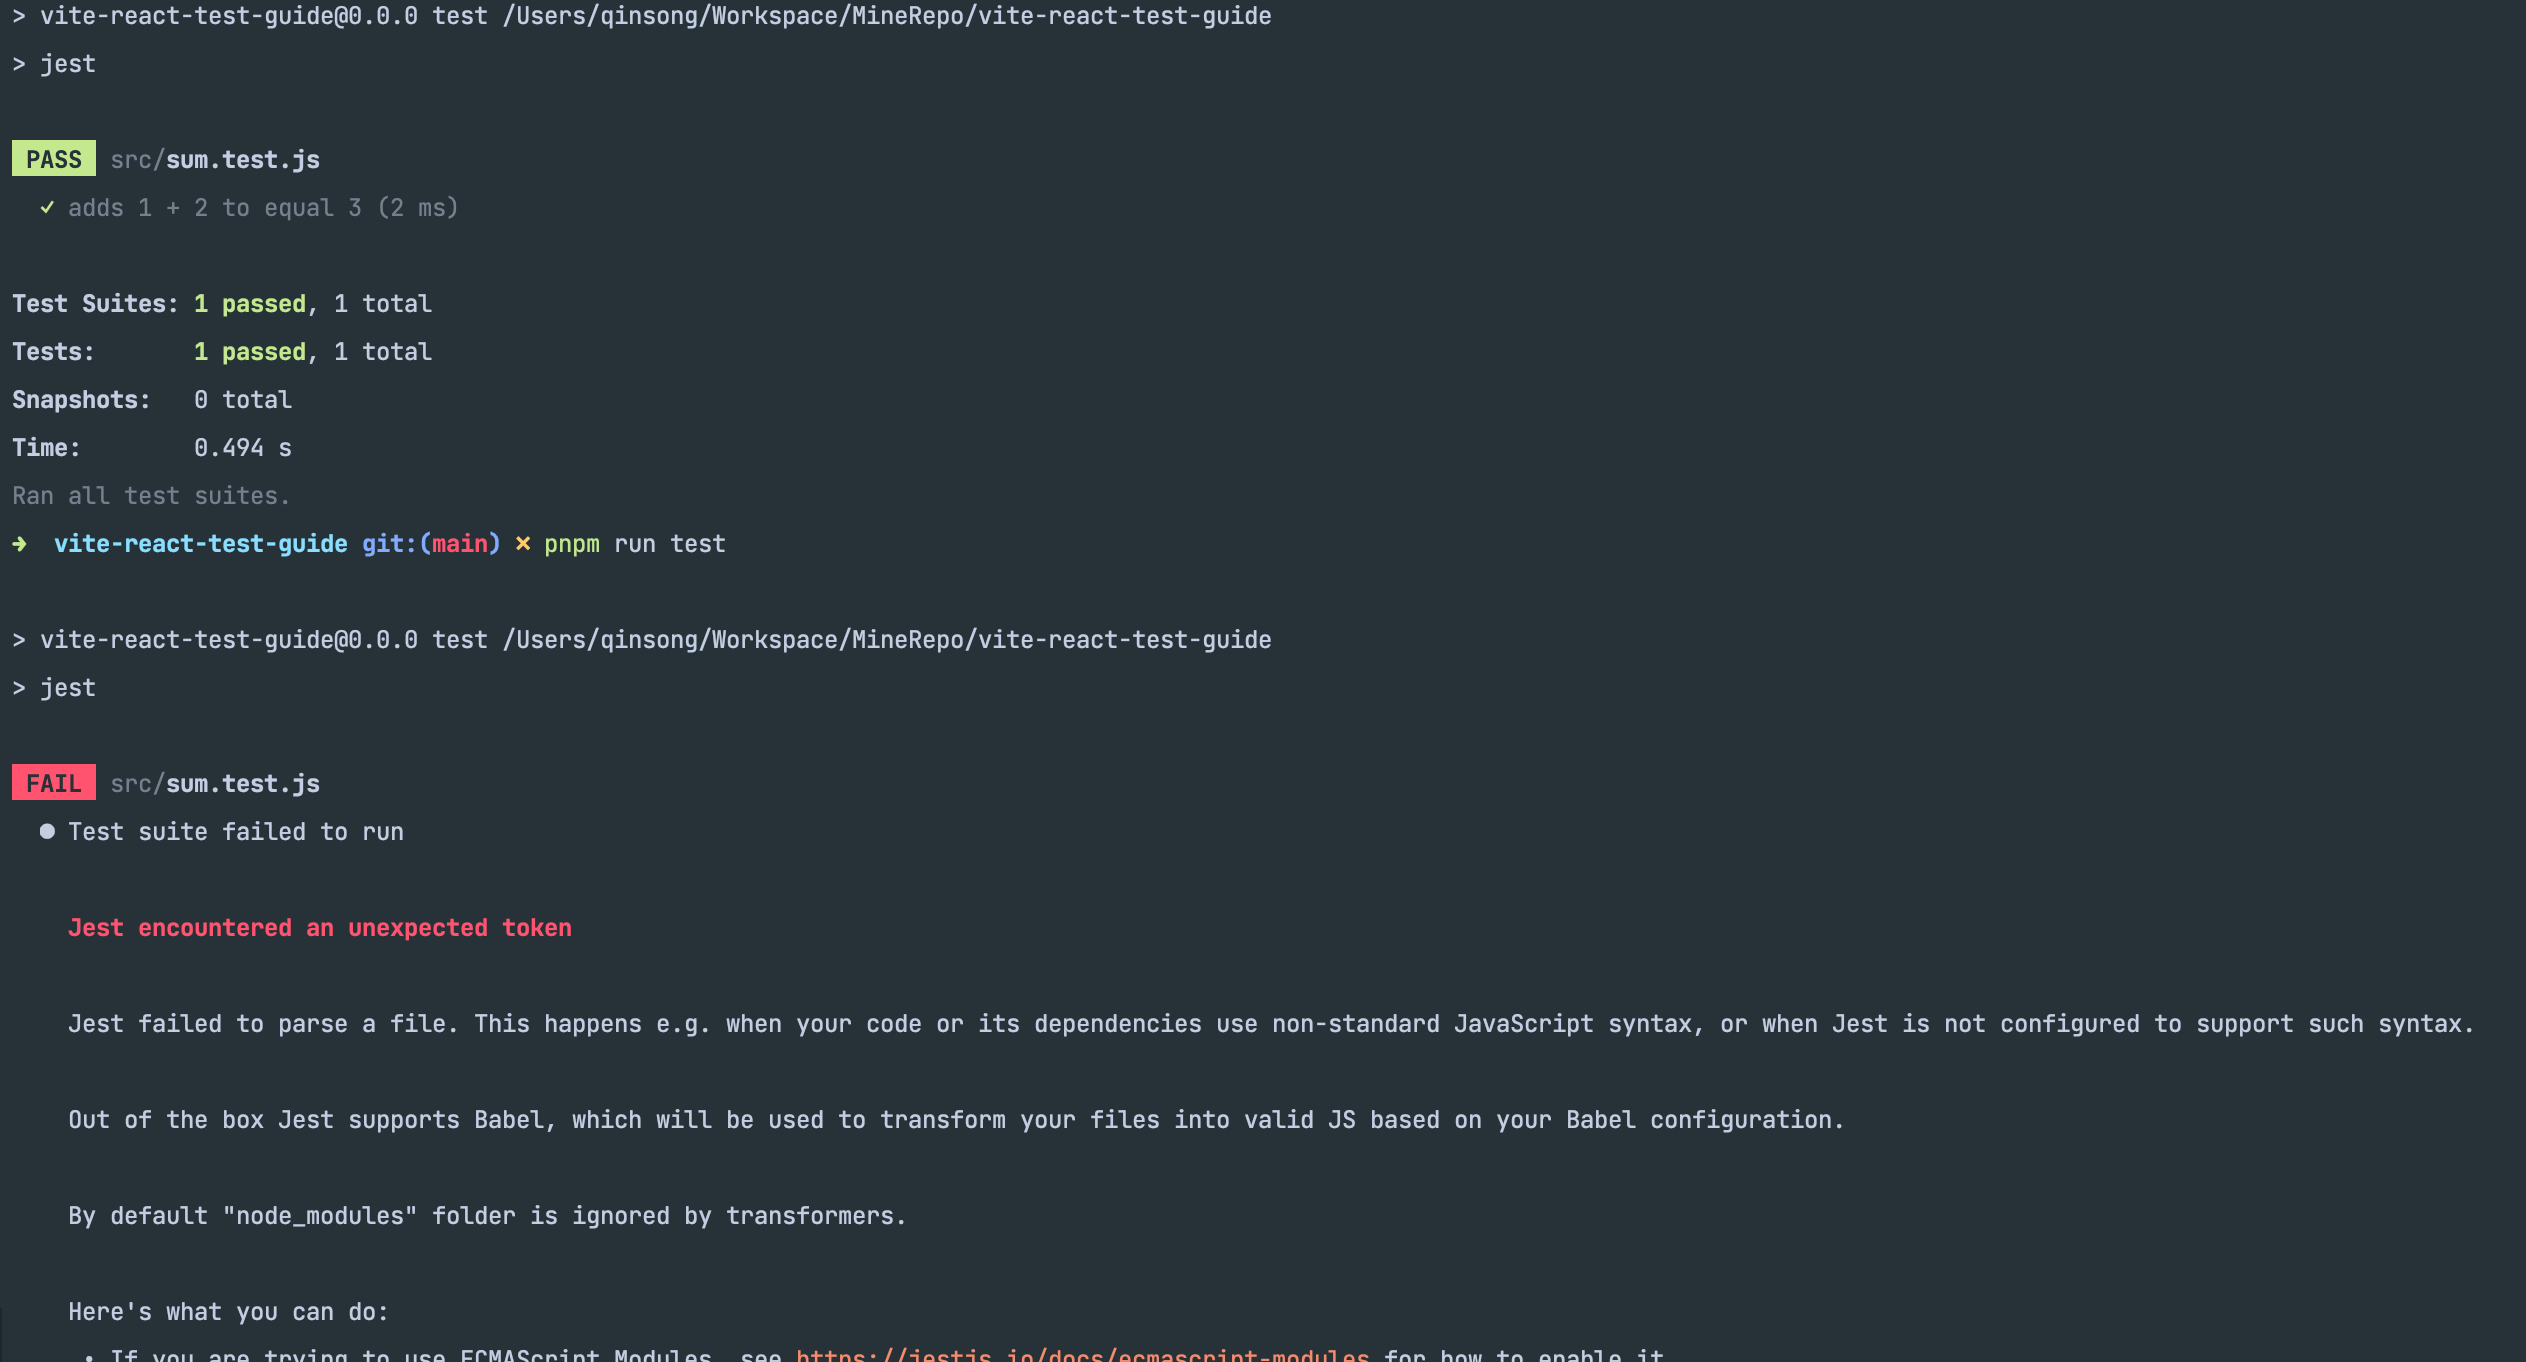 > vite-react-test-guide@0.0.0 test /Users/qinsong/Workspace/MineRepo/vite-react-test-guide
> jest
PASS src/sum.test.js
✓ adds 1 + 2 to equal 3 (2 ms)
Test Suites: 1 passed, 1 total
Tests: 1 passed, 1 total
Snapshots: 0 total
Time: 0.494 s
Ran all test suites.
➜ vite-react-test-guide git:(main) ✗ pnpm run test
> vite-react-test-guide@0.0.0 test /Users/qinsong/Workspace/MineRepo/vite-react-test-guide
> jest
FAIL src/sum.test.js
● Test suite failed to run
Jest encountered an unexpected token
Jest failed to parse a file. This happens e.g. when your code or its dependencies use non-standard JavaScript syntax, or when Jest is not configured to support such syntax.
Out of the box Jest supports Babel, which will be used to transform your files into valid JS based on your Babel configuration.
By default "node_modules" folder is ignored by transformers.
Here's what you can do:
• If you are trying to use ECMAScript Modules, see https://jestjs.io/docs/ecmascript-modules for how to enable it.